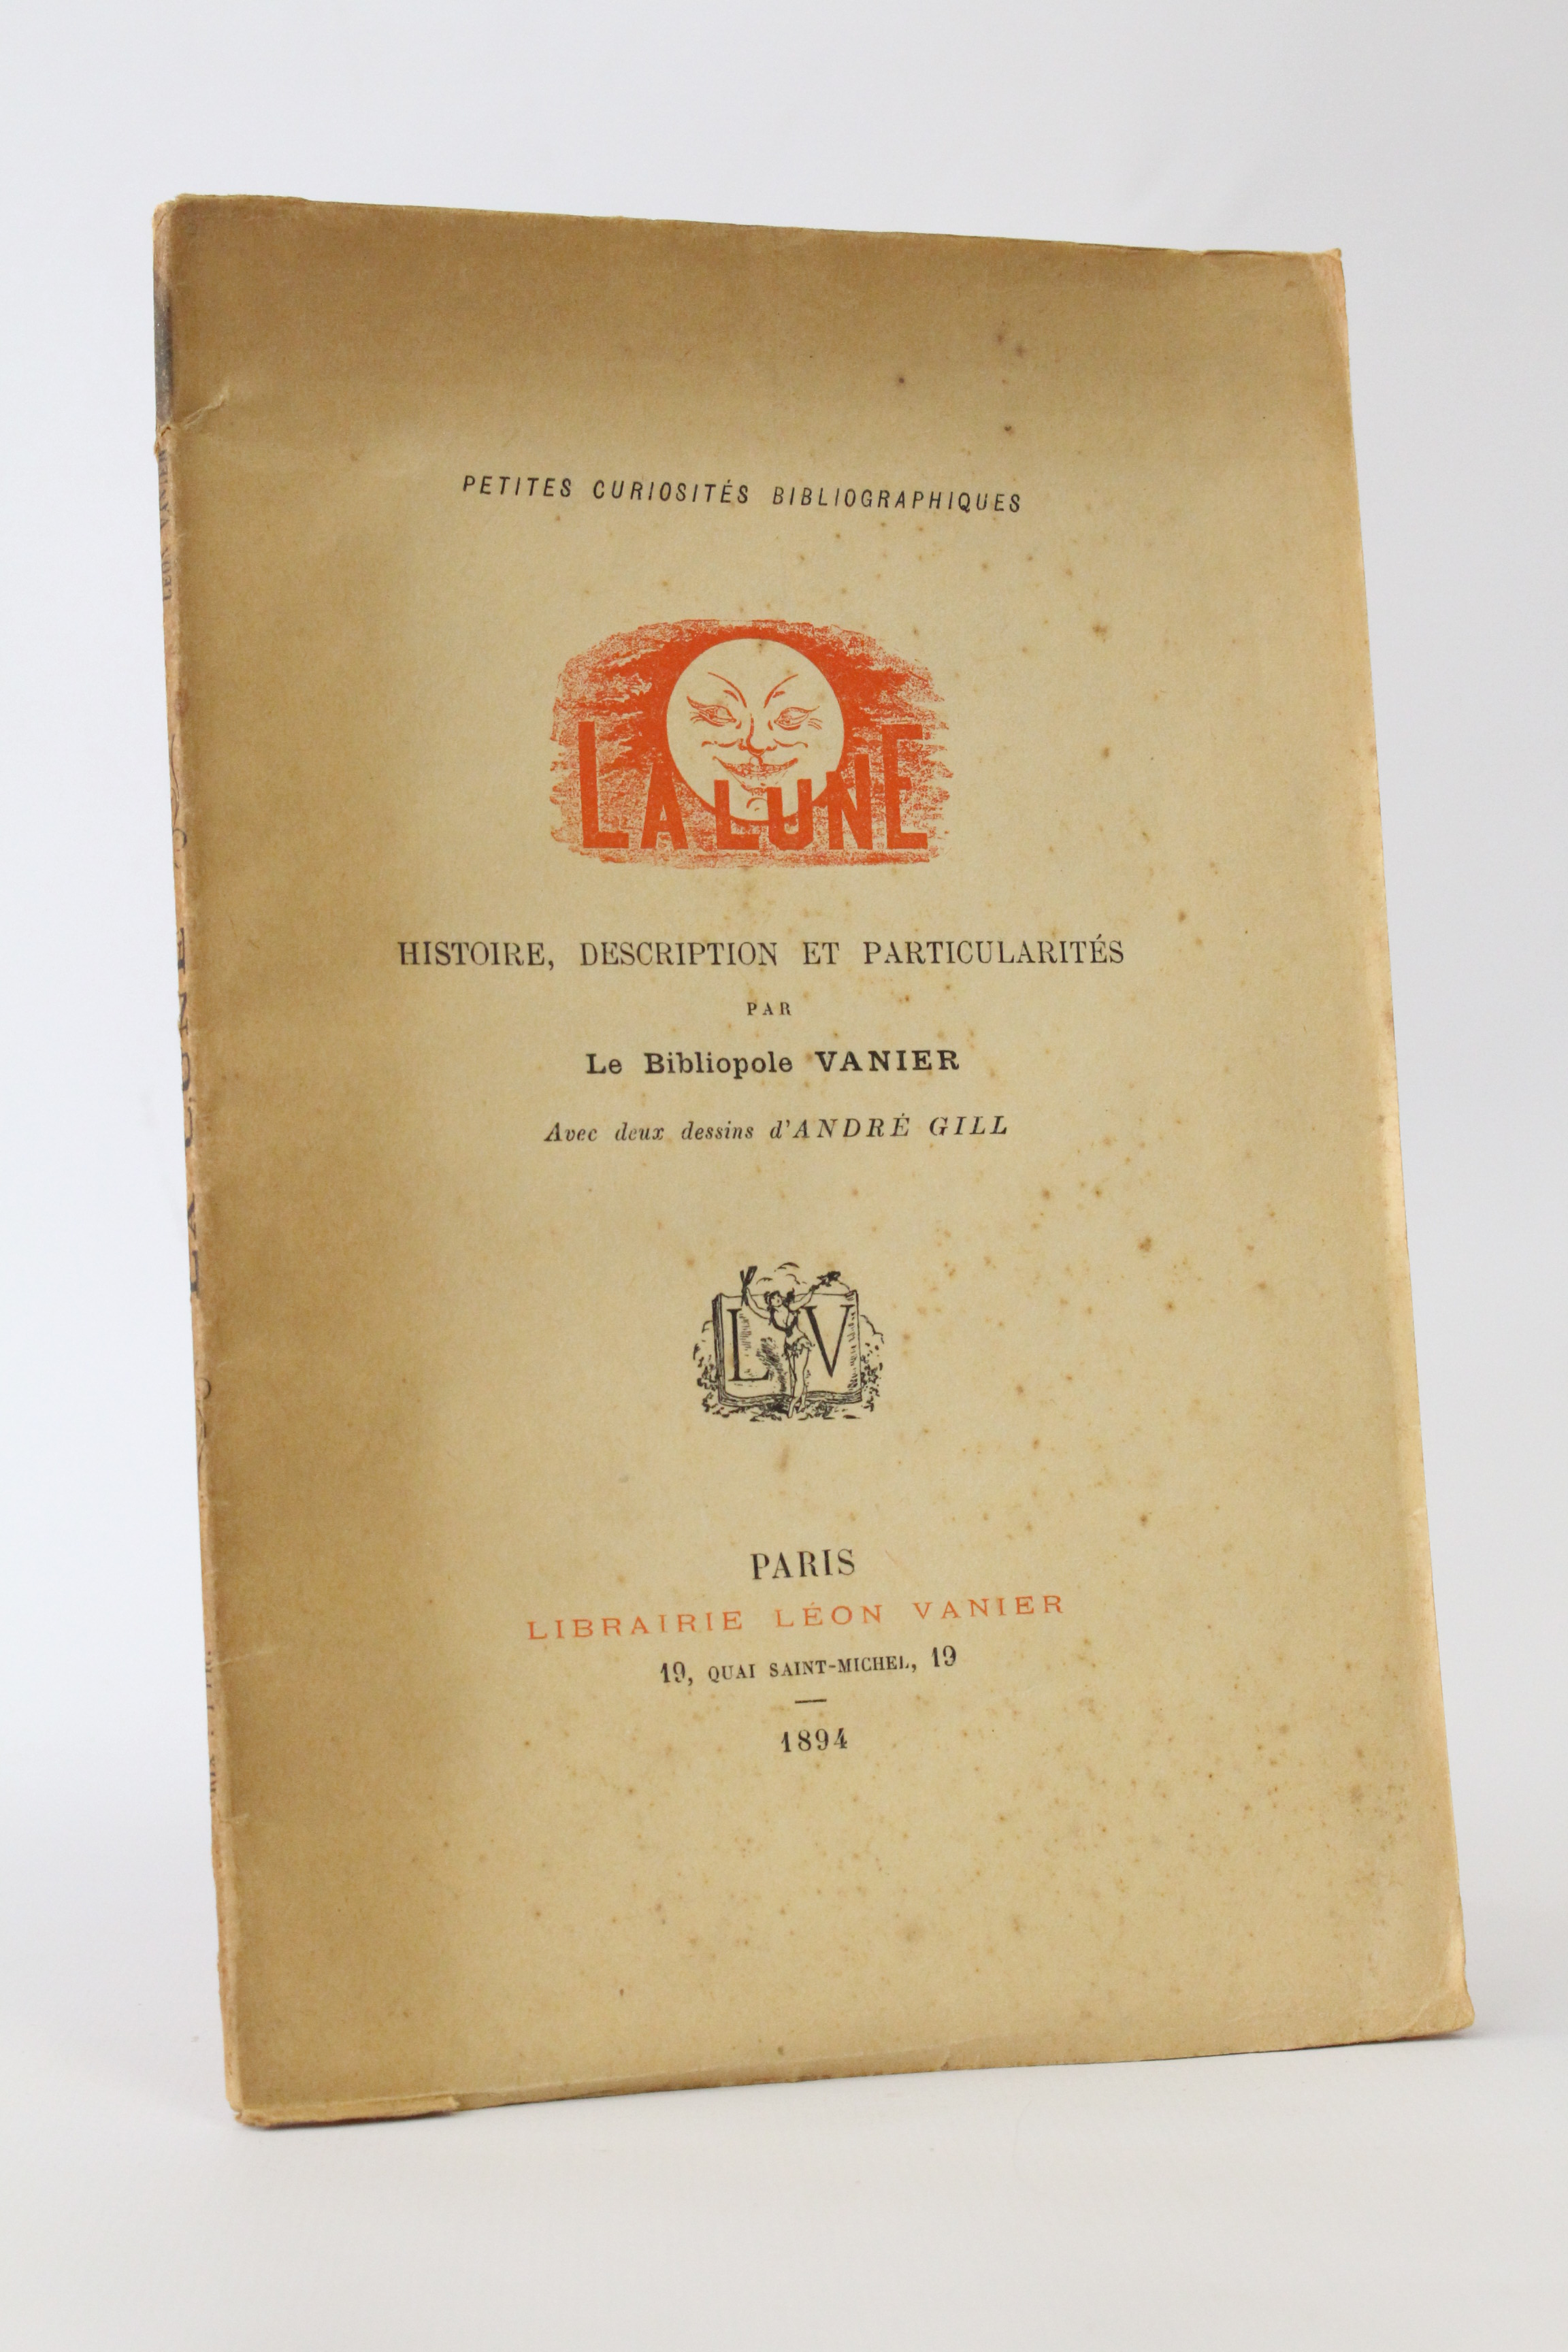 PETITES CURIOSITÉS BIBLIOGRAPHIQUES
LA LUNE
HISTOIRE, DESCRIPTION ET PARTICULARITÉS
PAR
Le Bibliopole VANIER
Avec deux dessins d'ANDRÉ GILL
L V
PARIS
LIBRAIRIE LÉON VANIER
19, QUAI SAINT-MICHEL, 19
1894